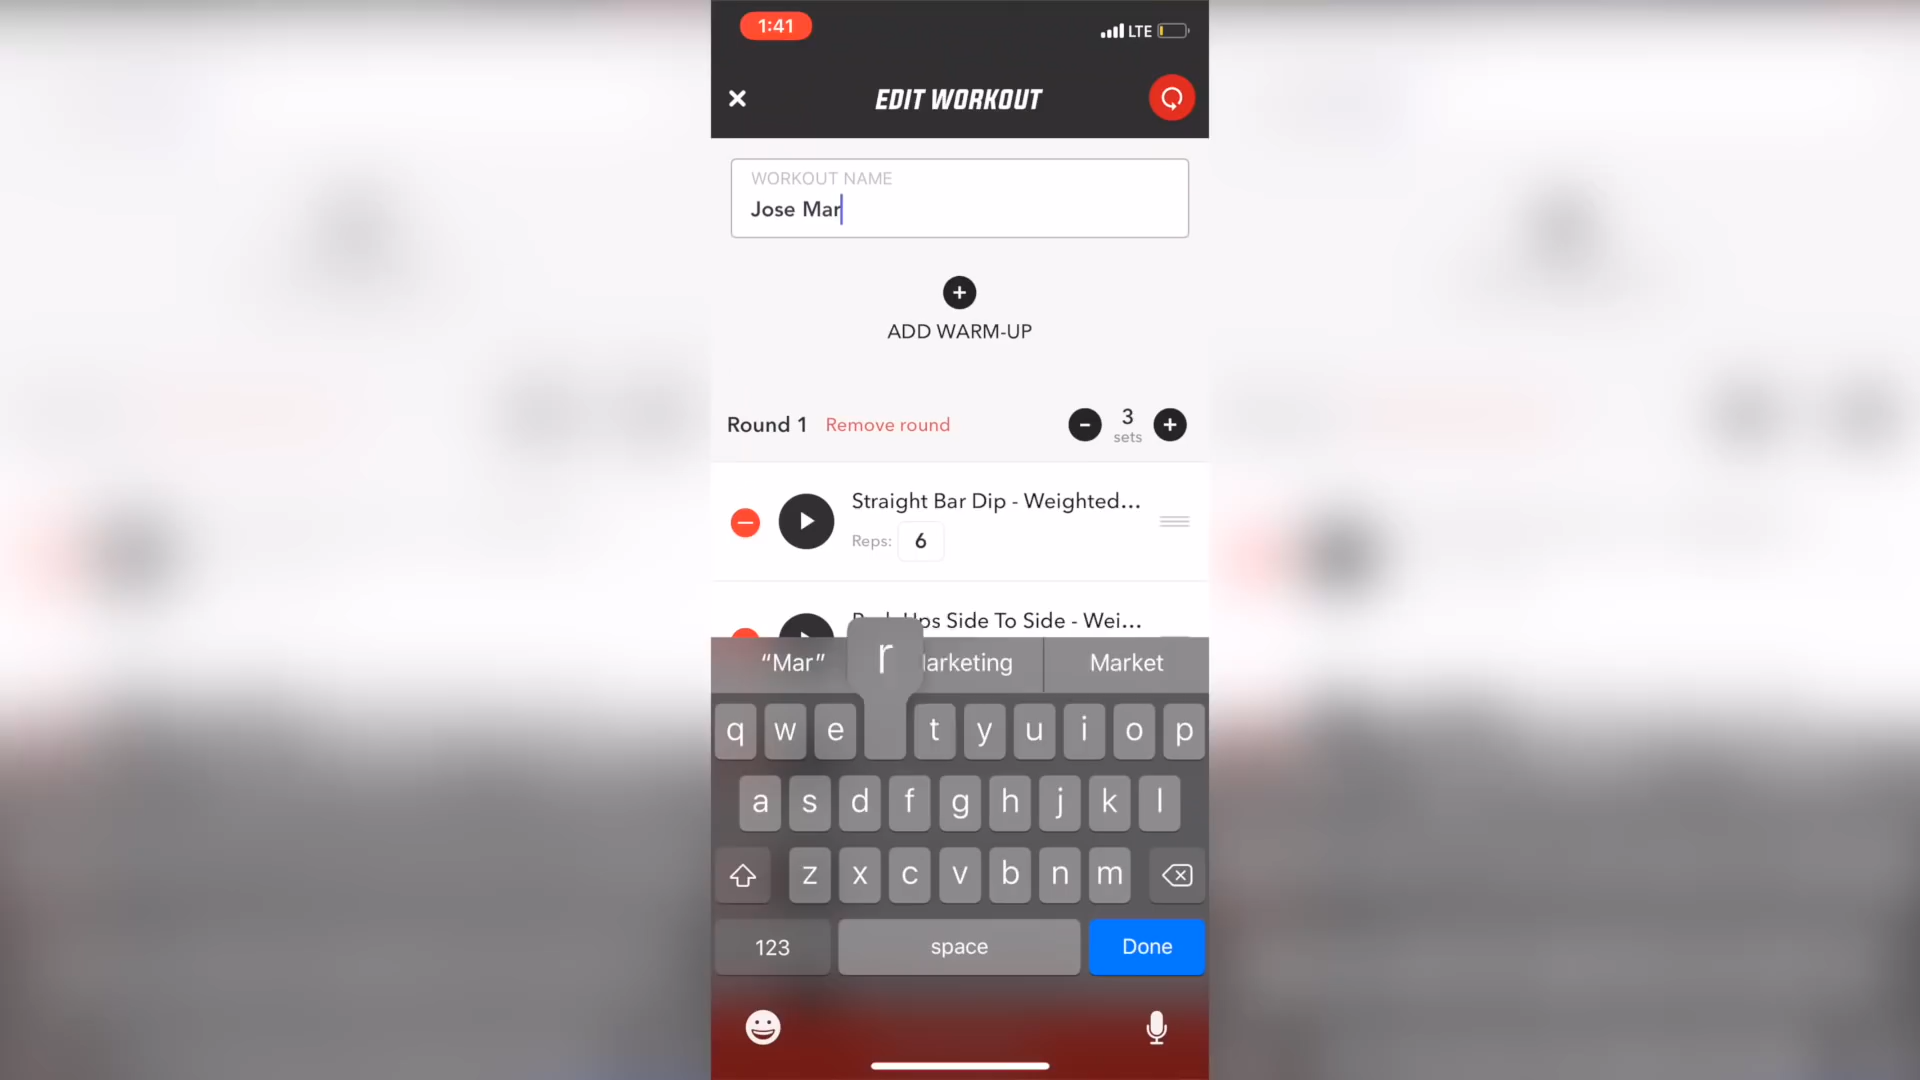 1:41
LTE
EDIT WORKOUT
WORKOUT NAME
Jose Mar
ADD WARM-UP
Round 1 Remove round
3
sets
Straight Bar Dip - Weighted...
Reps: 6
Side To Side - Wei...
“Mar” Market
r
q w e t y u i o p
a s d f g h j k l
z x c v b n m
123 space Done